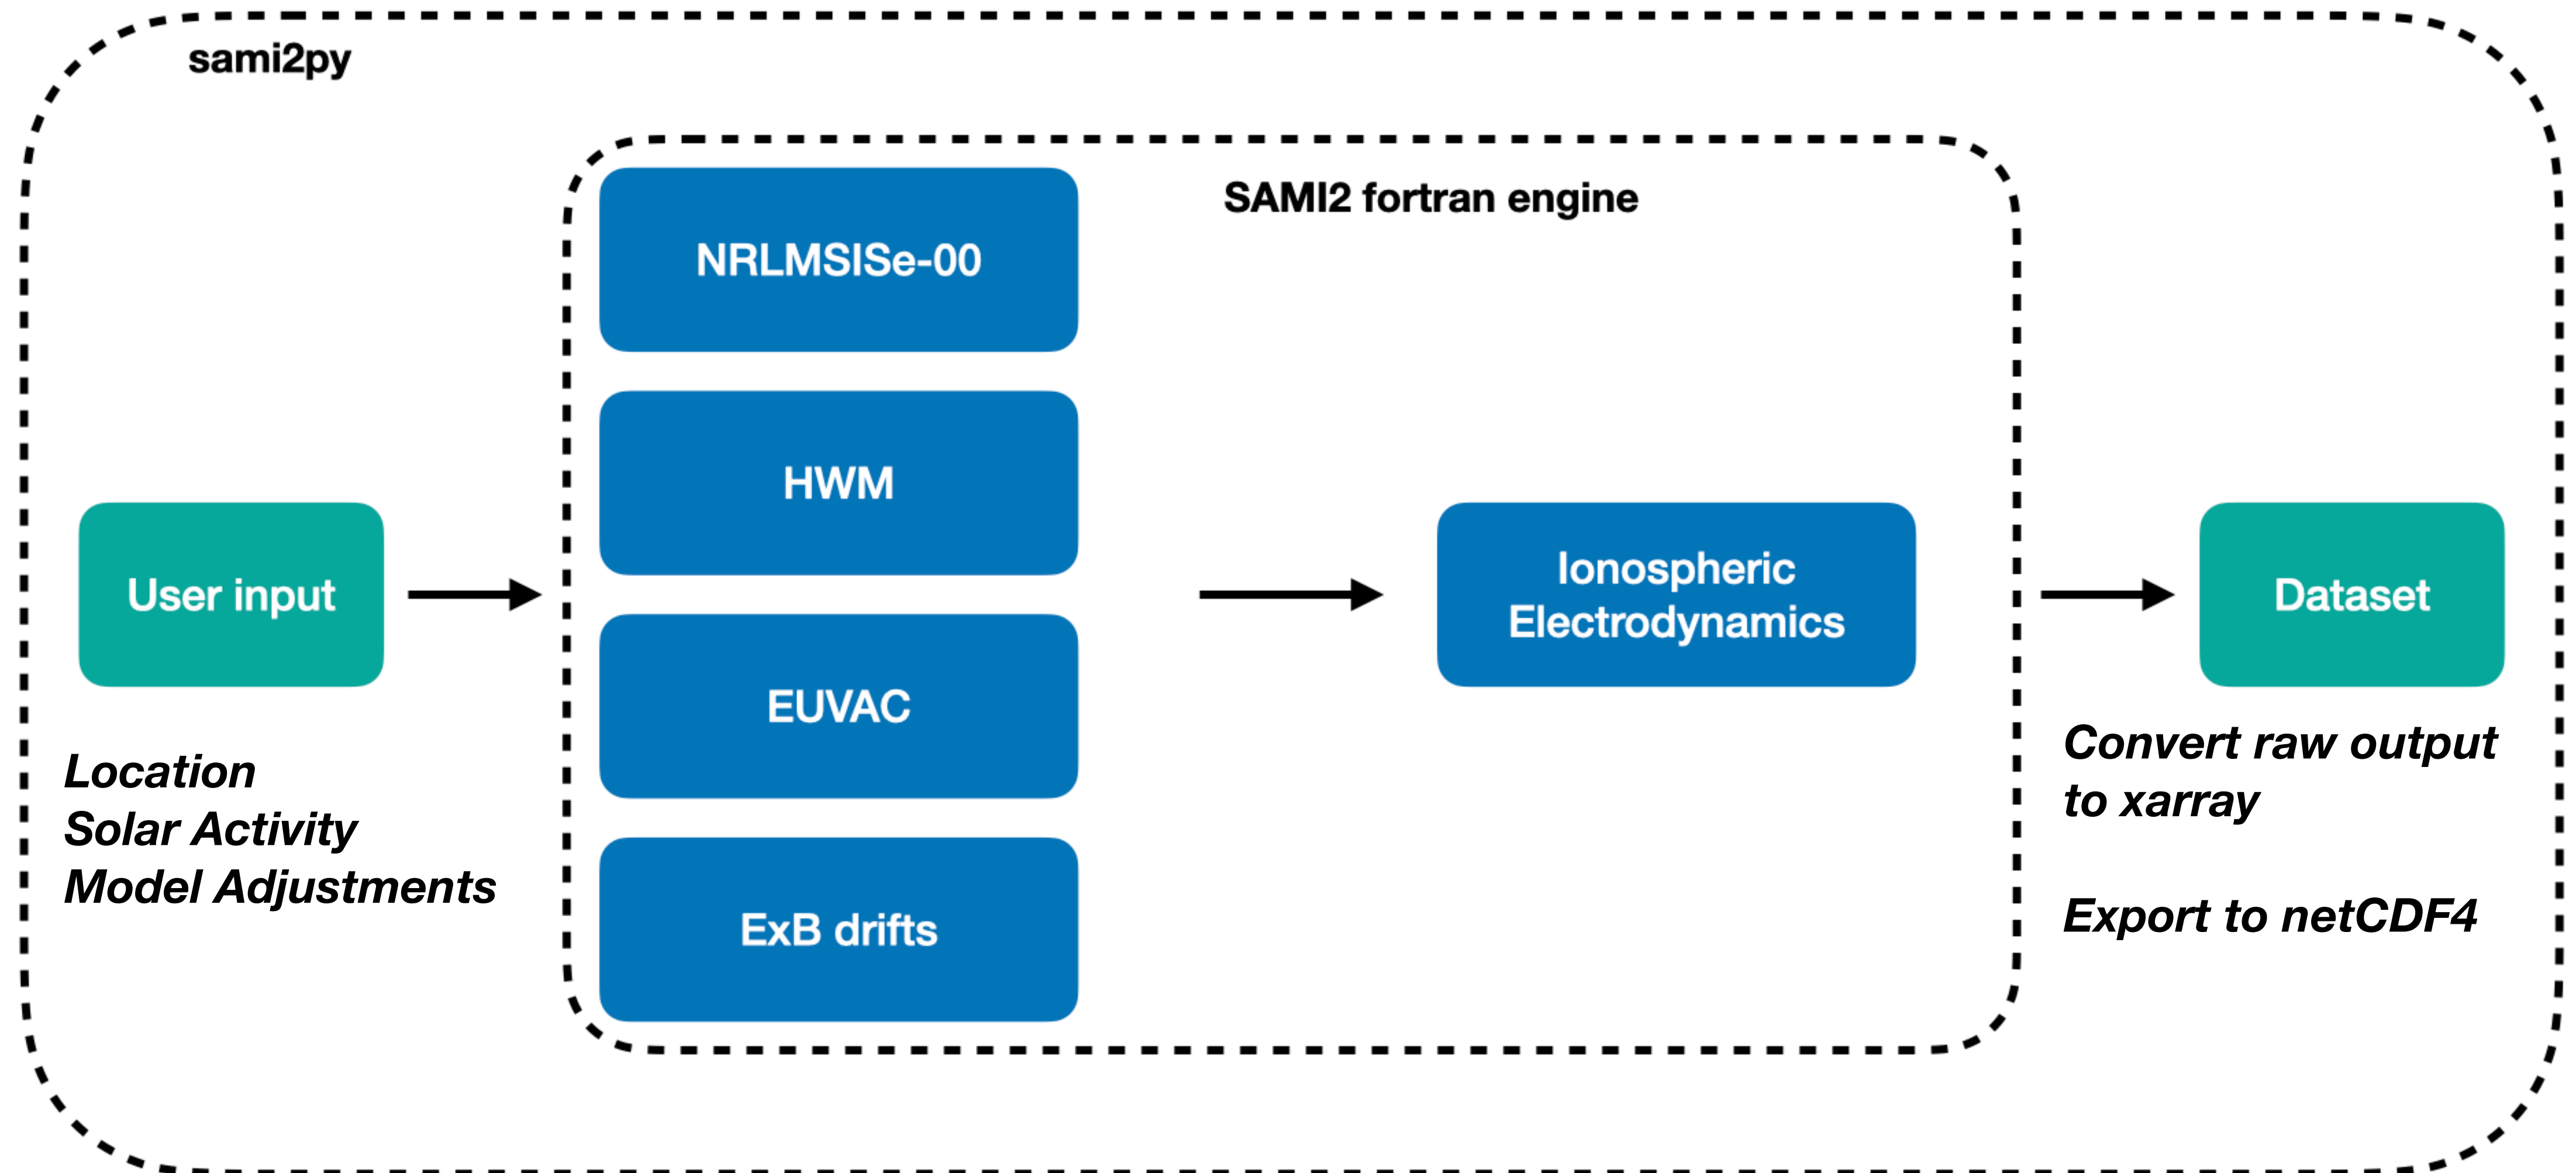 sami2py
SAMI2 fortran engine
NRLMSISe-00
HWM
EUVAC
ExB drifts
User input
Location
Solar Activity
Model Adjustments
Ionospheric
Electrodynamics
Dataset
Convert raw output
to xarray
Export to netCDF4